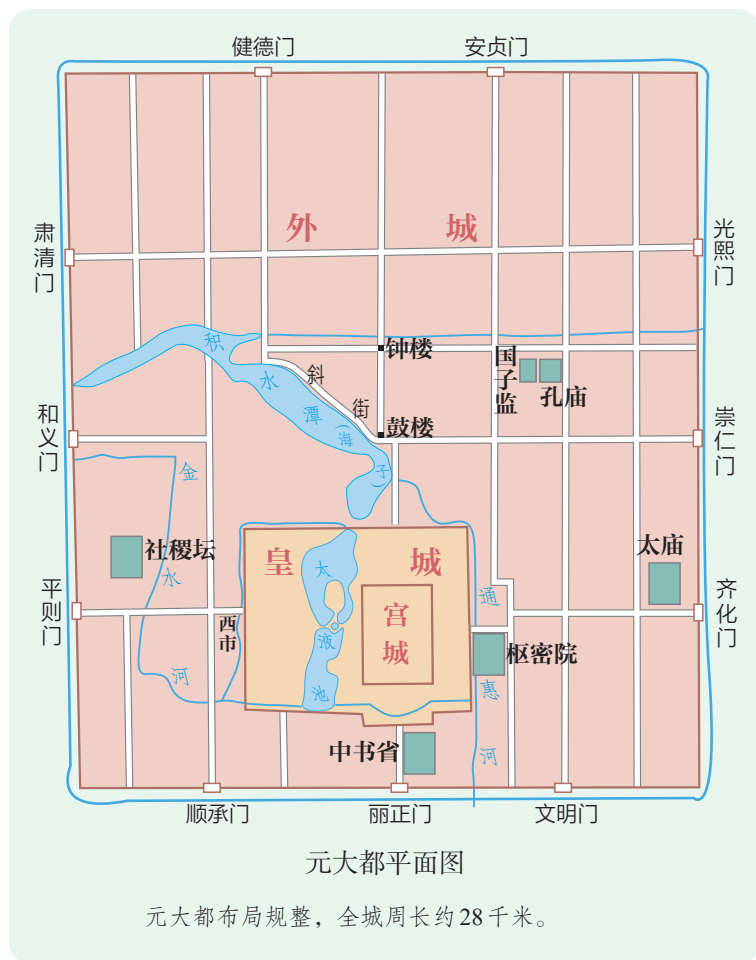 健德门
安贞门
肃清门
外城
光熙门
积水潭(海子)
斜街
钟楼
国子监
孔庙
鼓楼
和义门
崇仁门
金水河
社稷坛
皇城
太庙
太液池
宫城
通惠河
平则门
齐化门
西市
枢密院
中书省
顺承门
丽正门
文明门
元大都平面图
元大都布局规整，全城周长约28千米。